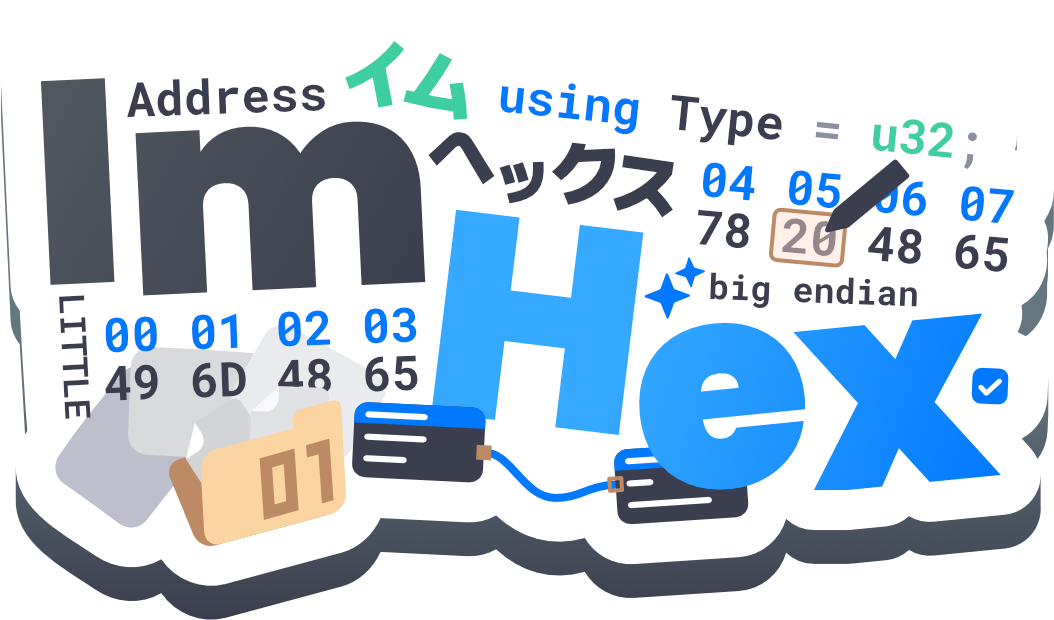 Address イム using Type = u32;
Im
ヘックス
04 05 06 07
78 20 48 65
big endian
Hex
LITTLE
00 01 02 03
49 6D 48 65
01